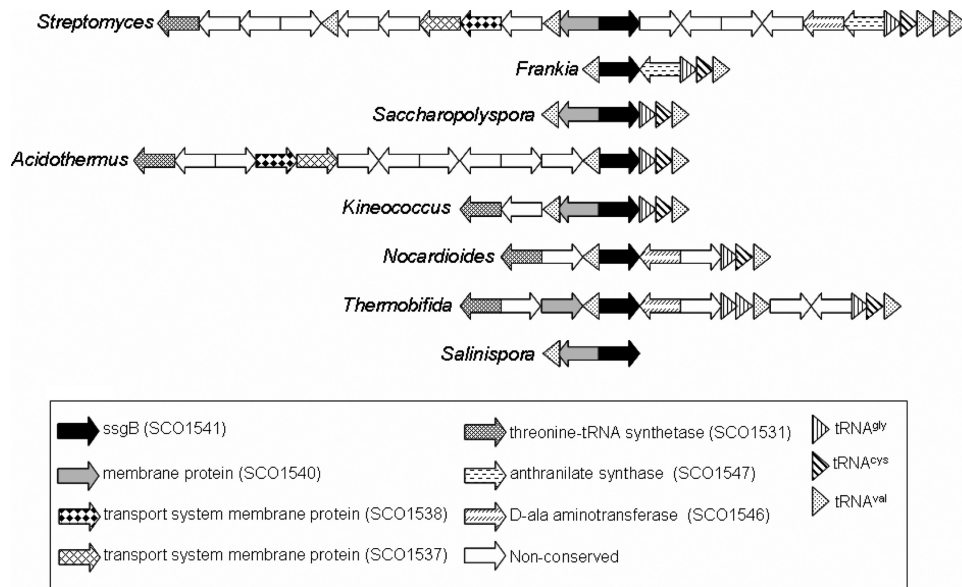 Streptomyces
Frankia
Saccharopolyspora
Acidothermus
Kineococcus
Nocardioides
Thermobifida
Salinispora
ssgB (SCO1541)
membrane protein (SCO1540)
transport system membrane protein (SCO1538)
transport system membrane protein (SCO1537)
threonine-tRNA synthetase (SCO1531)
anthranilate synthase (SCO1547)
D-ala aminotransferase (SCO1546)
Non-conserved
tRNAgly
tRNAcys
tRNAval